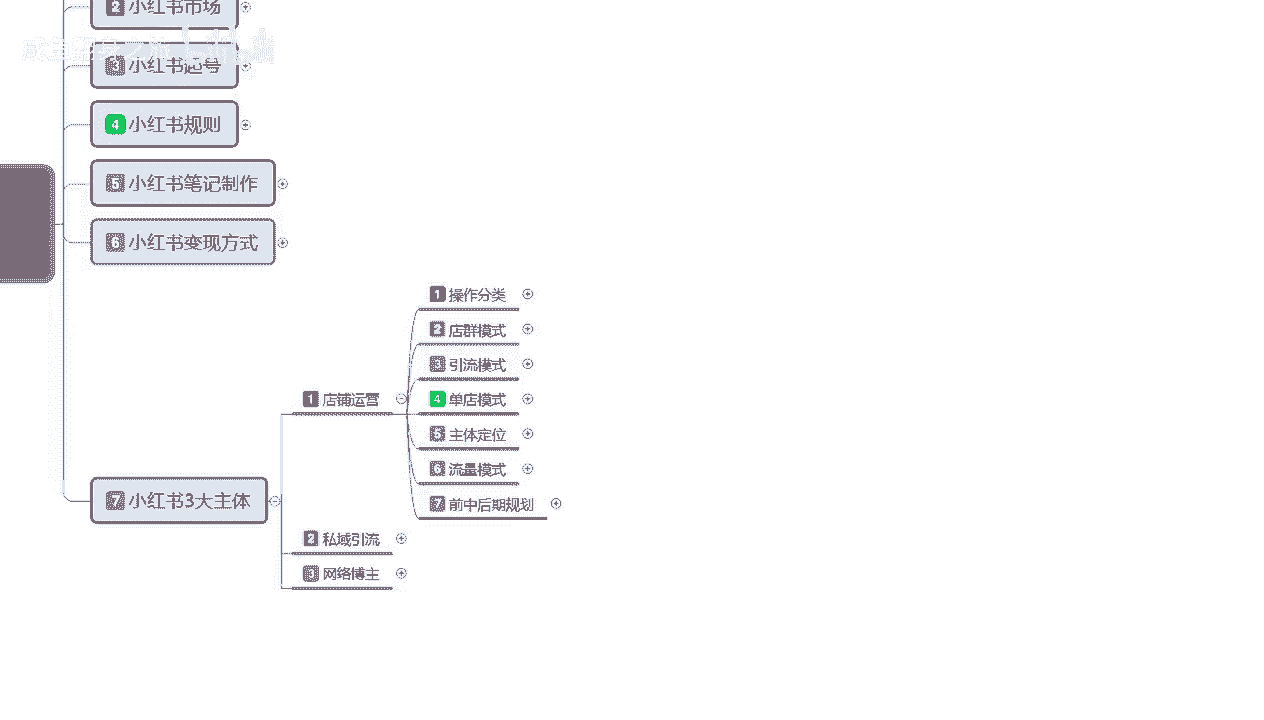 2 小红书市场
3 小红书起号
4 小红书规则
5 小红书笔记制作
6 小红书变现方式
7 小红书3大主体
1 店铺运营
1 操作分类
2 店群模式
3 引流模式
4 单店模式
5 主体定位
6 流量模式
7 前中后期规划
2 私域引流
3 网络博主